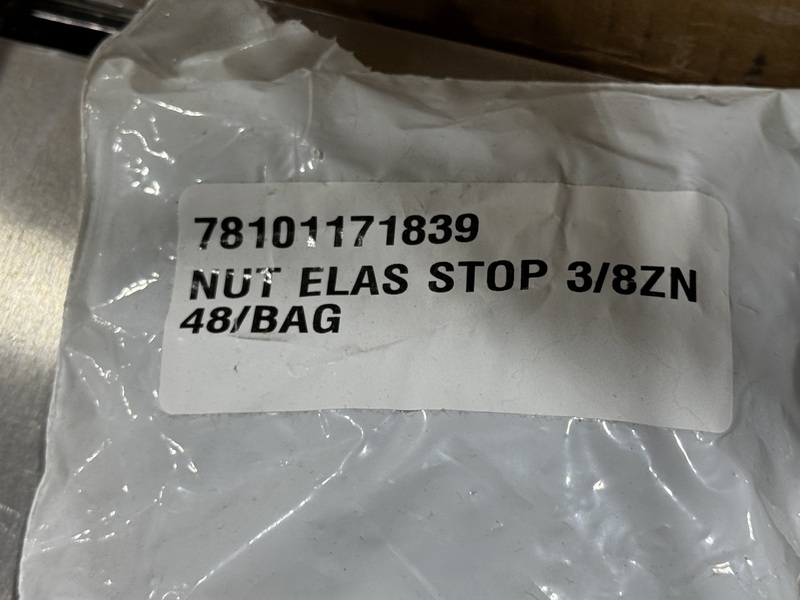 78101171839
NUT ELAS STOP 3/8ZN
48/BAG